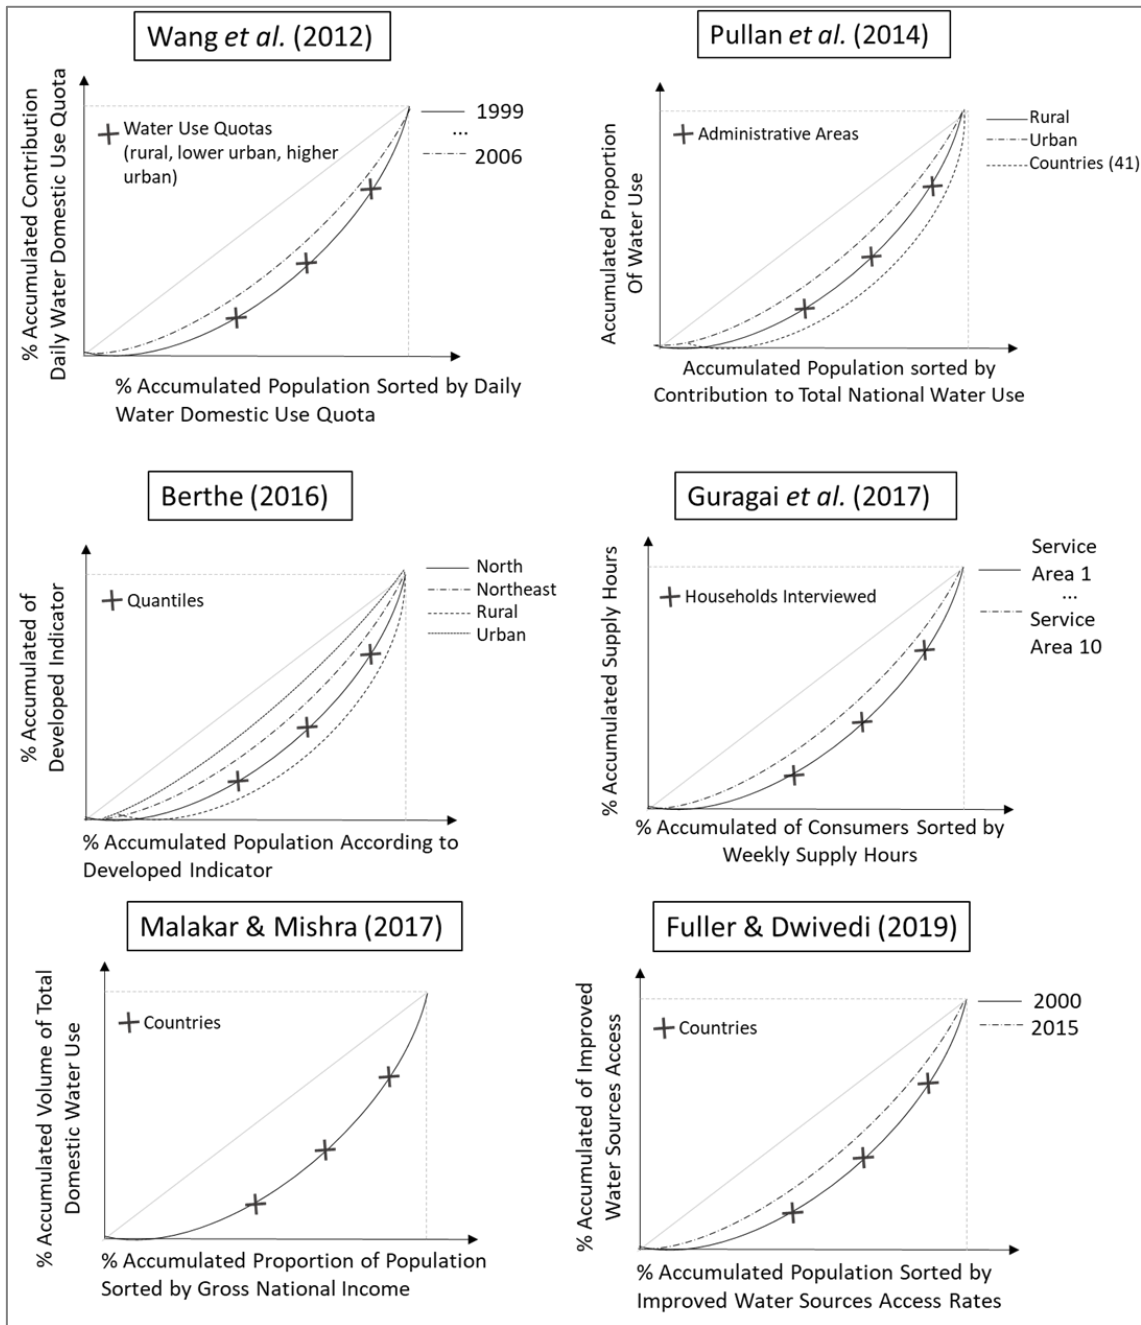 Wang et al. (2012)
% Accumulated Contribution
Daily Water Domestic Use Quota
Water Use Quotas
(rural, lower urban, higher
urban)
1999
...
2006
% Accumulated Population Sorted by Daily
Water Domestic Use Quota
Pullan et al. (2014)
Accumulated Proportion
Of Water Use
Administrative Areas
Rural
Urban
Countries (41)
Accumulated Population sorted by
Contribution to Total National Water Use
Berthe (2016)
% Accumulated of
Developed Indicator
Quantiles
North
Northeast
Rural
Urban
% Accumulated Population According to
Developed Indicator
Guragai et al. (2017)
% Accumulated Supply Hours
Households Interviewed
Service
Area 1
...
Service
Area 10
% Accumulated of Consumers Sorted by
Weekly Supply Hours
Malakar & Mishra (2017)
% Accumulated Volume of Total
Domestic Water Use
Countries
% Accumulated Proportion of Population
Sorted by Gross National Income
Fuller & Dwivedi (2019)
% Accumulated of Improved
Water Sources Access
Countries
2000
2015
% Accumulated Population Sorted by
Improved Water Sources Access Rates